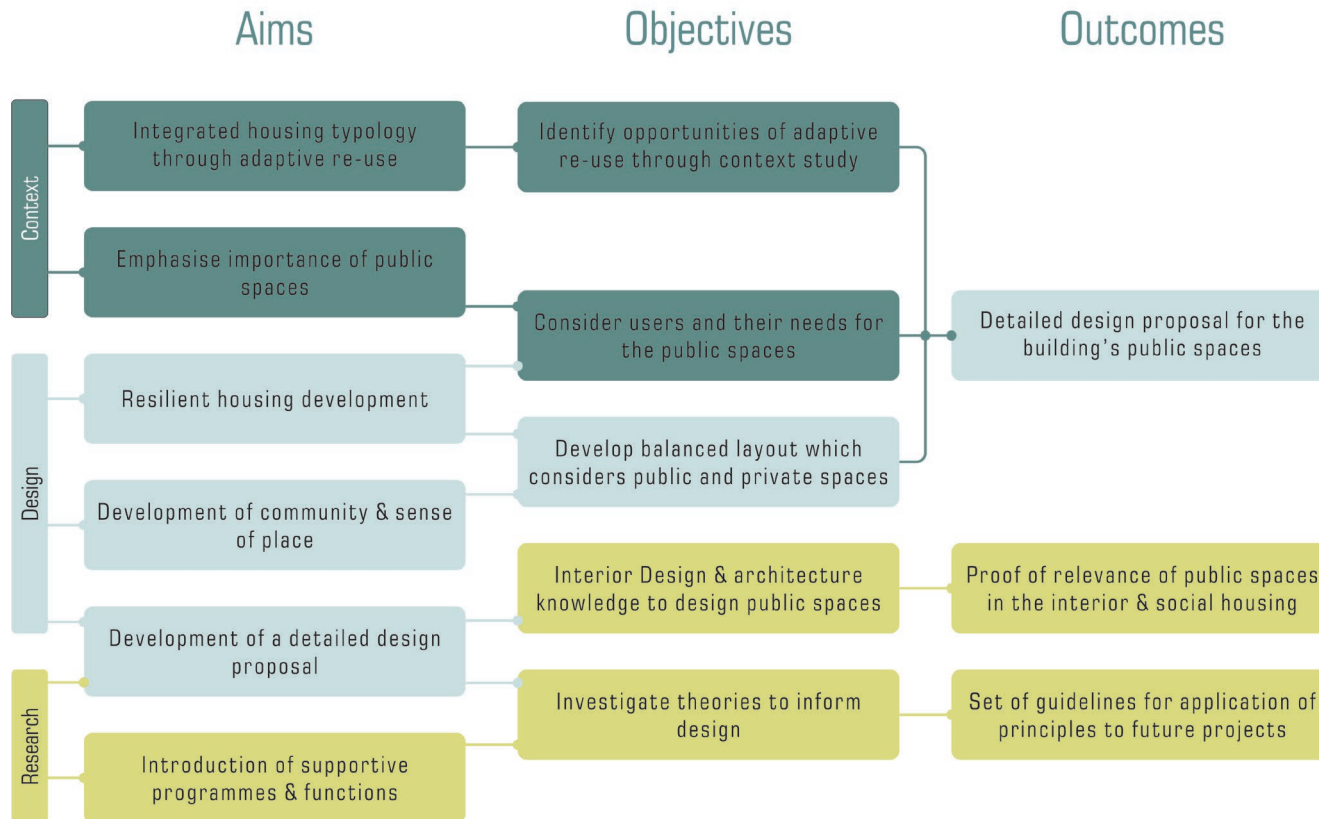 Aims
Objectives
Outcomes
Context
Integrated housing typology
through adaptive re-use
Identify opportunities of adaptive
re-use through context study
Emphasise importance of public
spaces
Consider users and their needs for
the public spaces
Detailed design proposal for the
building's public spaces
Design
Resilient housing development
Develop balanced layout which
considers public and private spaces
Development of community & sense
of place
Interior Design & architecture
knowledge to design public spaces
Proof of relevance of public spaces
in the interior & social housing
Development of a detailed design
proposal
Research
Investigate theories to inform
design
Set of guidelines for application of
principles to future projects
Introduction of supportive
programmes & functions